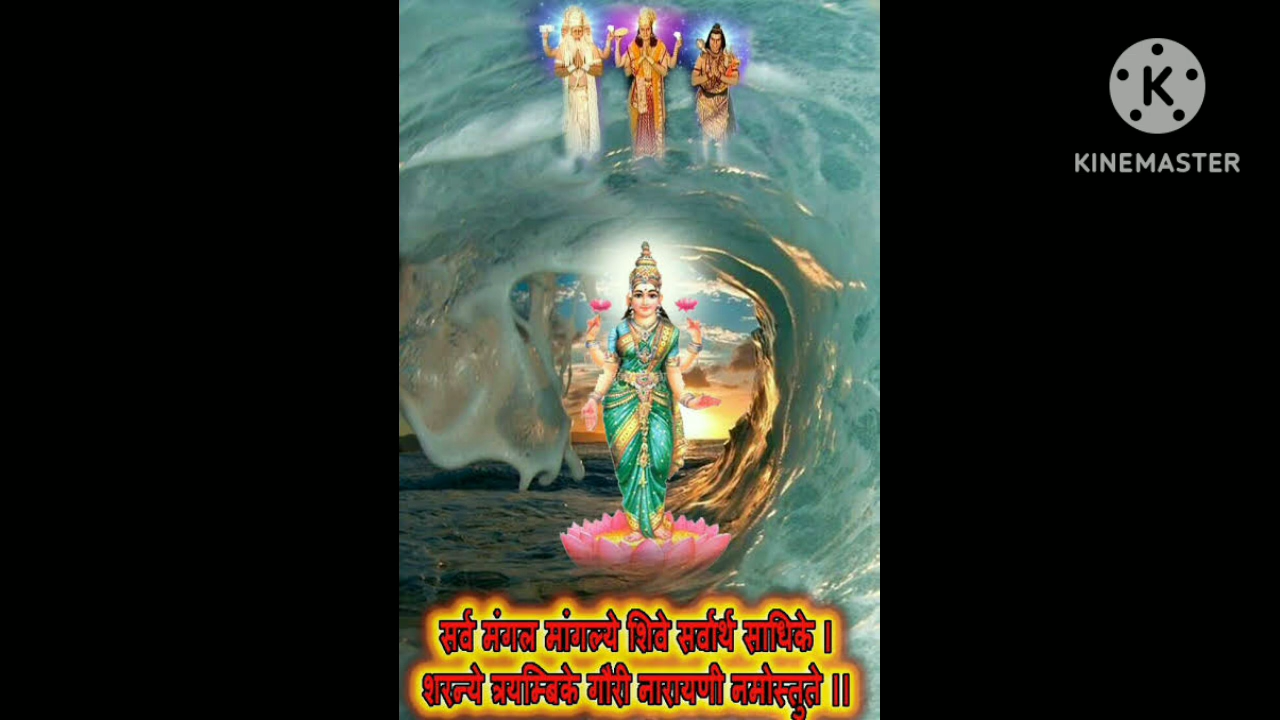 KINEMASTER
सर्व मंगल मांगल्ये शिवे सर्वार्थ साधिके ।
शरन्ये त्रयम्बिके गौरी नारायणी नमोस्तुते ।।